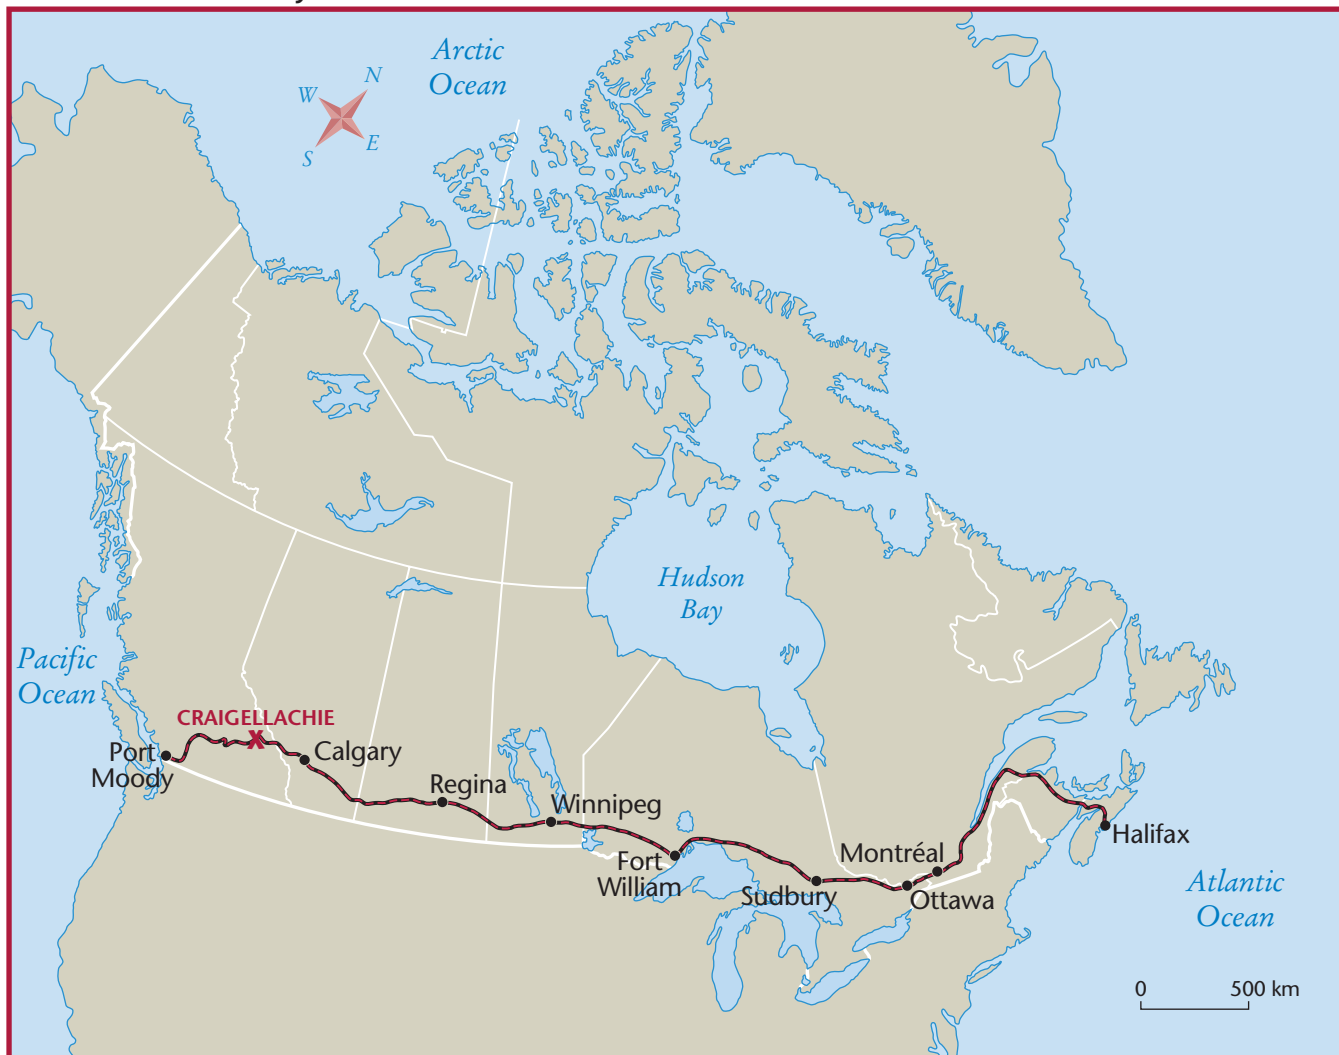 Arctic
Ocean
N
W
E
S
Hudson
Bay
Pacific
Ocean
CRAIGELLACHIE
Port
Moody
Calgary
Regina
Winnipeg
Fort
William
Sudbury
Montréal
Ottawa
Halifax
Atlantic
Ocean
0 500 km